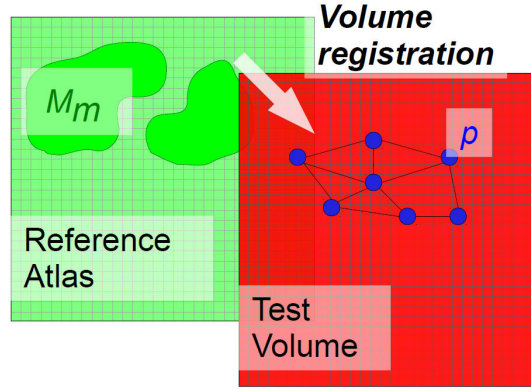 Volume
registration
Mm
p
Reference
Atlas
Test
Volume